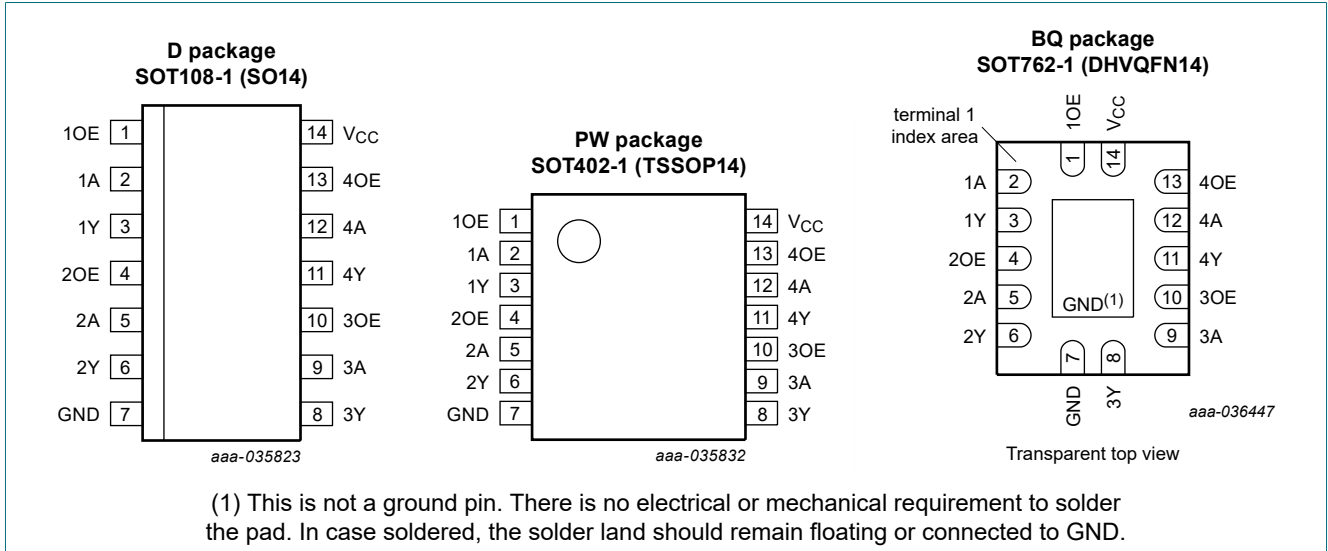 D package
SOT108-1 (SO14)
1OE 1
1A 2
1Y 3
2OE 4
2A 5
2Y 6
GND 7
14 VCC
13 4OE
12 4A
11 4Y
10 3OE
9 3A
8 3Y
aaa-035823
PW package
SOT402-1 (TSSOP14)
1OE 1
1A 2
1Y 3
2OE 4
2A 5
2Y 6
GND 7
14 VCC
13 4OE
12 4A
11 4Y
10 3OE
9 3A
8 3Y
aaa-035832
BQ package
SOT762-1 (DHVQFN14)
terminal 1
index area
1OE
VCC
1
14
1A 2
1Y 3
2OE 4
2A 5
2Y 6
13 4OE
12 4A
11 4Y
10 3OE
9 3A
GND(1)
7
8
GND
3Y
aaa-036447
Transparent top view
(1) This is not a ground pin. There is no electrical or mechanical requirement to solder
the pad. In case soldered, the solder land should remain floating or connected to GND.